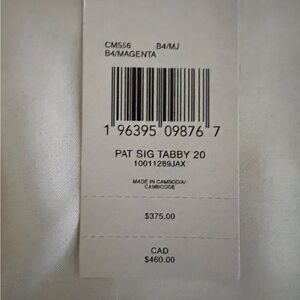 CM556 B4/MJ
B4/MAGENTA
1 96395 09876 7
PAT SIG TABBY 20
10011289JAX
MADE IN CAMBODIA/
CAMBODGE
$375.00
CAD
$460.00